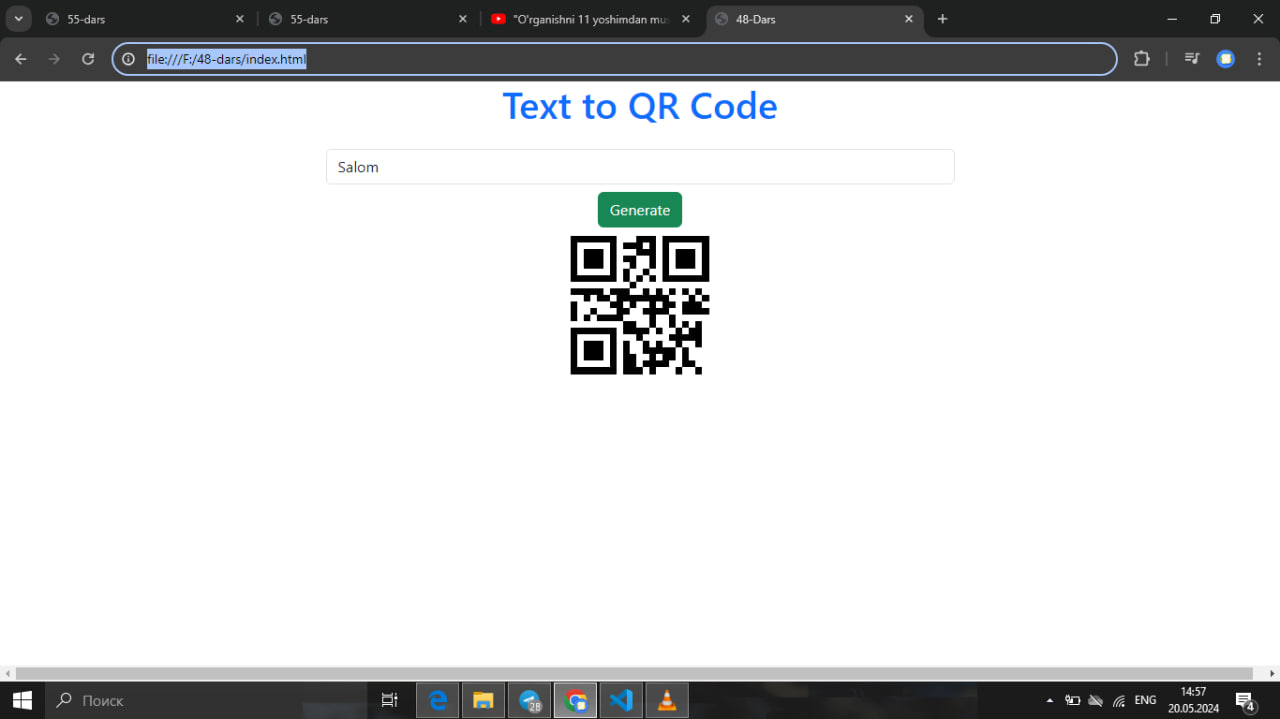 55-dars
55-dars
"O'rganishni 11 yoshimdan mus
48-Dars
file:///F:/48-dars/index.html
Text to QR Code
Salom
Generate
Поиск
28
ENG
14:57
20.05.2024
4